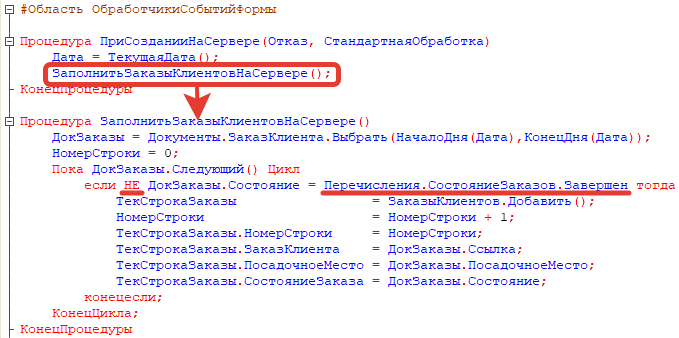 #Область ОбработчикиСобытийФормы
Процедура ПриСозданииНаСервере(Отказ, СтандартнаяОбработка)
Дата = ТекущаяДата();
ЗаполнитьЗаказыКлиентовНаСервере();
КонецПроцедуры
Процедура ЗаполнитьЗаказыКлиентовНаСервере()
ДокЗаказы = Документы.ЗаказКлиента.Выбрать(НачалоДня(Дата),КонецДня(Дата));
НомерСтроки = 0;
Пока ДокЗаказы.Следующий() Цикл
если НЕ ДокЗаказы.Состояние = Перечисления.СостояниеЗаказов.Завершен тогда
ТекСтрокаЗаказы = ЗаказыКлиентов.Добавить();
НомерСтроки = НомерСтроки + 1;
ТекСтрокаЗаказы.НомерСтроки = НомерСтроки;
ТекСтрокаЗаказы.ЗаказКлиента = ДокЗаказы.Ссылка;
ТекСтрокаЗаказы.ПосадочноеМесто = ДокЗаказы.ПосадочноеМесто;
ТекСтрокаЗаказы.СостояниеЗаказа = ДокЗаказы.Состояние;
конецесли;
КонецЦикла;
КонецПроцедуры